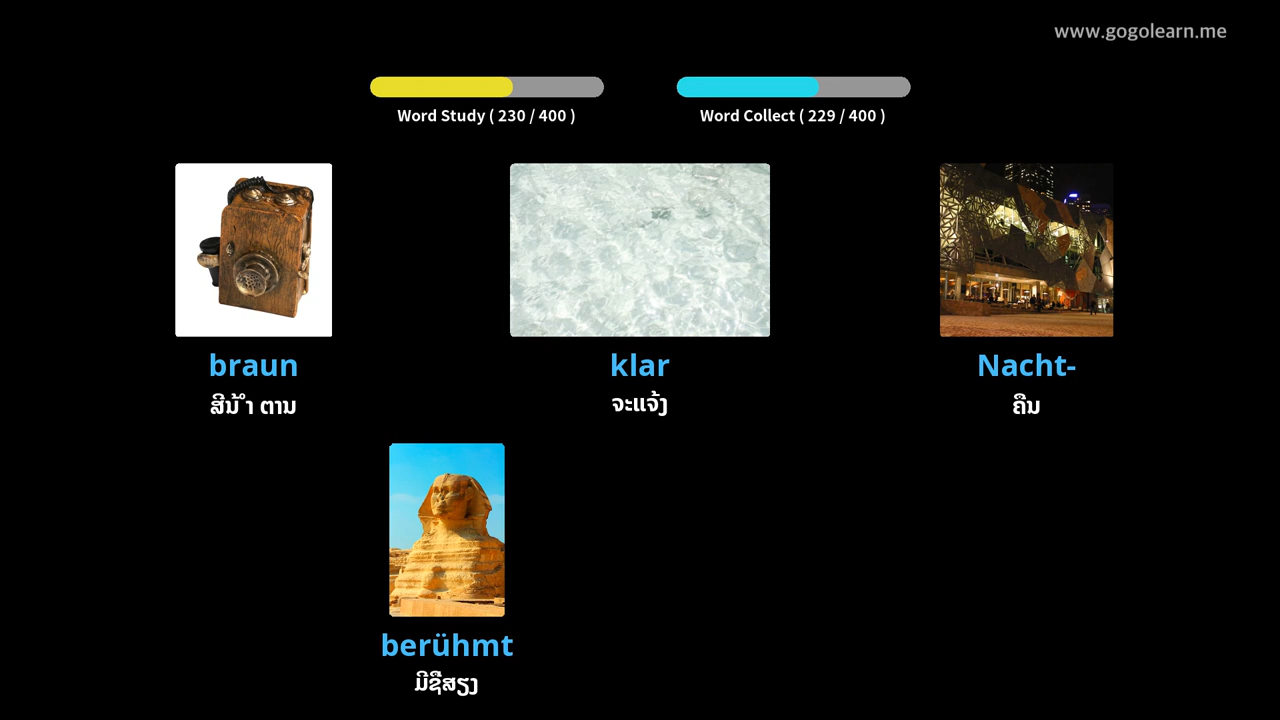 www.gogolearn.me
Word Study ( 230 / 400 )
Word Collect ( 229 / 400 )
braun
ສີນ້ ຳ ຕານ
klar
ຈະແຈ້ງ
Nacht-
ຄືນ
berühmt
ມີຊື່ສຽງ